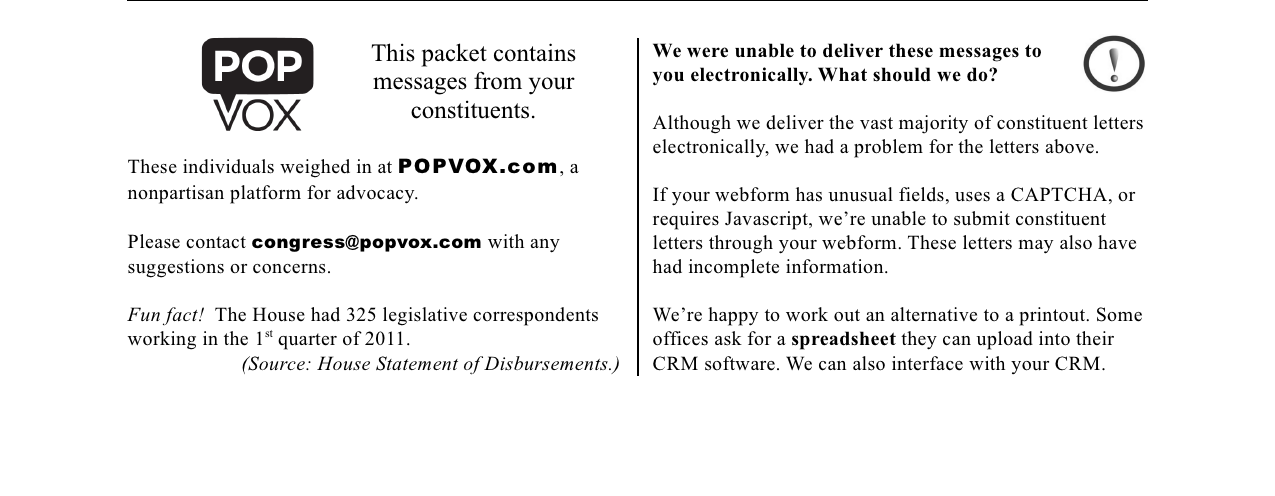 POP
VOX
This packet contains
messages from your
constituents.
These individuals weighed in at POPVOX.com, a
nonpartisan platform for advocacy.
Please contact congress@popvox.com with any
suggestions or concerns.
Fun fact!  The House had 325 legislative correspondents
working in the 1st quarter of 2011.
(Source: House Statement of Disbursements.)
We were unable to deliver these messages to
you electronically. What should we do?
!
Although we deliver the vast majority of constituent letters
electronically, we had a problem for the letters above.
If your webform has unusual fields, uses a CAPTCHA, or
requires Javascript, we’re unable to submit constituent
letters through your webform. These letters may also have
had incomplete information.
We’re happy to work out an alternative to a printout. Some
offices ask for a spreadsheet they can upload into their
CRM software. We can also interface with your CRM.